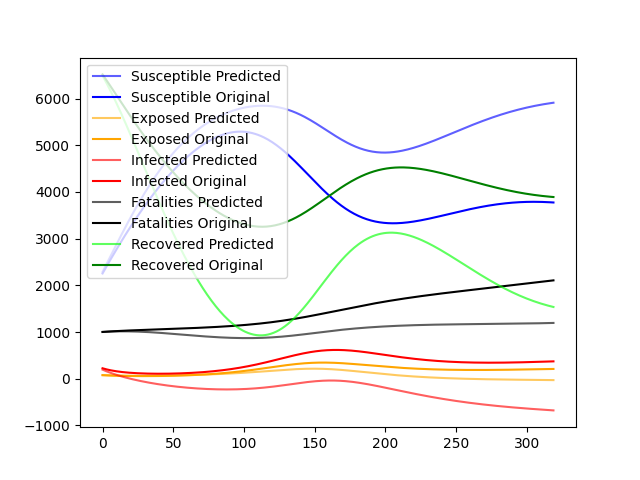 Susceptible Predicted
Susceptible Original
Exposed Predicted
Exposed Original
Infected Predicted
Infected Original
Fatalities Predicted
Fatalities Original
Recovered Predicted
Recovered Original
6000
5000
4000
3000
2000
1000
0
−1000
0 50 100 150 200 250 300